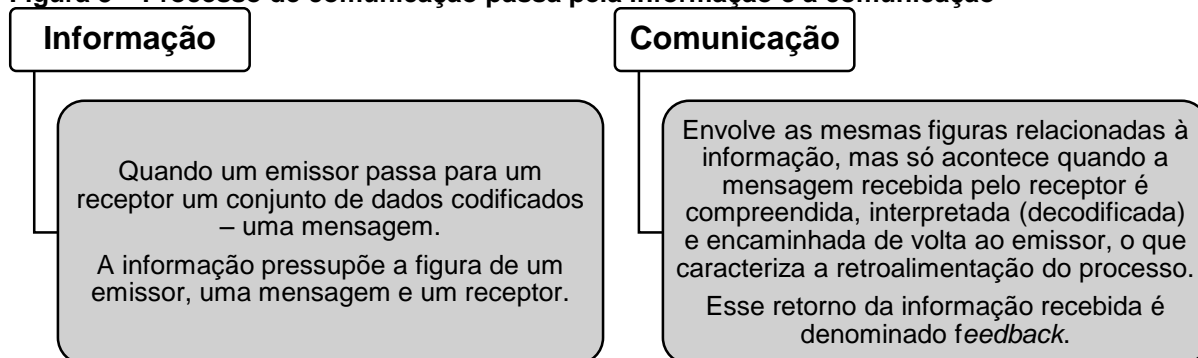 Figura 3 – Processo de comunicação passa pela informação e a comunicação
Informação
Quando um emissor passa para um
receptor um conjunto de dados codificados
– uma mensagem.
A informação pressupõe a figura de um
emissor, uma mensagem e um receptor.
Comunicação
Envolve as mesmas figuras relacionadas à
informação, mas só acontece quando a
mensagem recebida pelo receptor é
compreendida, interpretada (decodificada)
e encaminhada de volta ao emissor, o que
caracteriza a retroalimentação do processo.
Esse retorno da informação recebida é
denominado feedback.